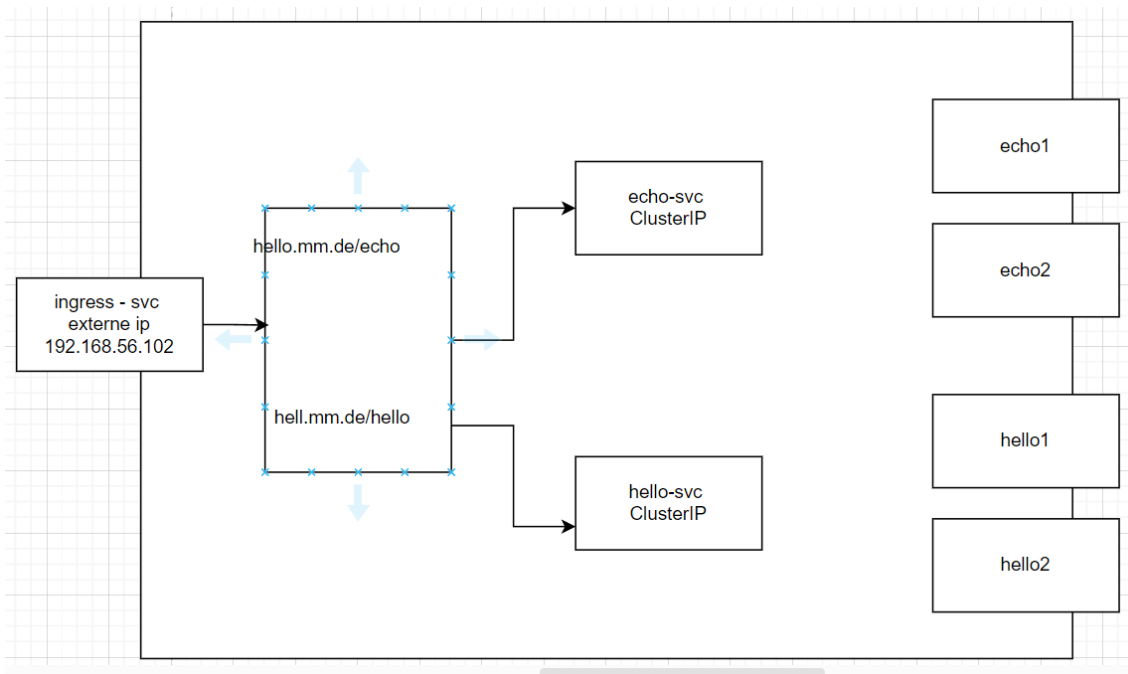 ingress - svc
externe ip
192.168.56.102
hello.mm.de/echo
hell.mm.de/hello
echo-svc
ClusterIP
hello-svc
ClusterIP
echo1
echo2
hello1
hello2